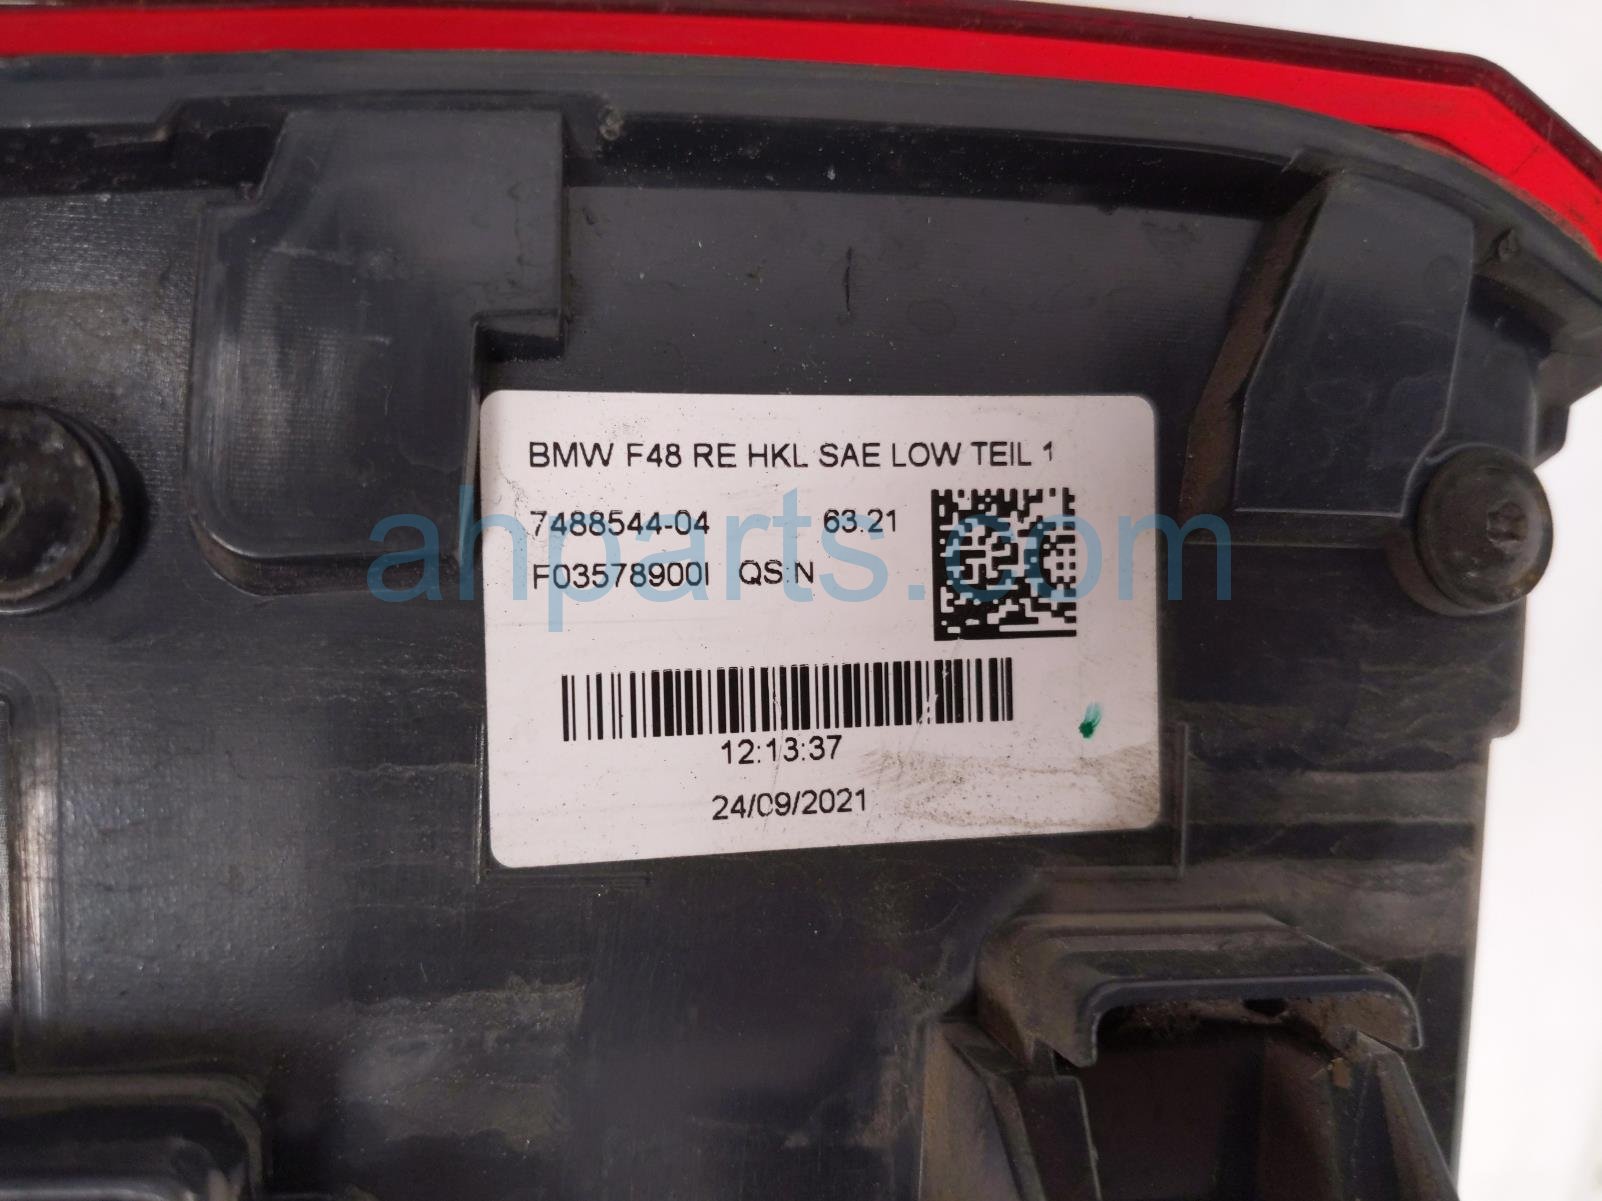 BMW F48 RE HKL SAE LOW TEIL 1
7488544-04 63.21
F03578900I QS:N
ahparts.com
12:13:37
24/09/2021